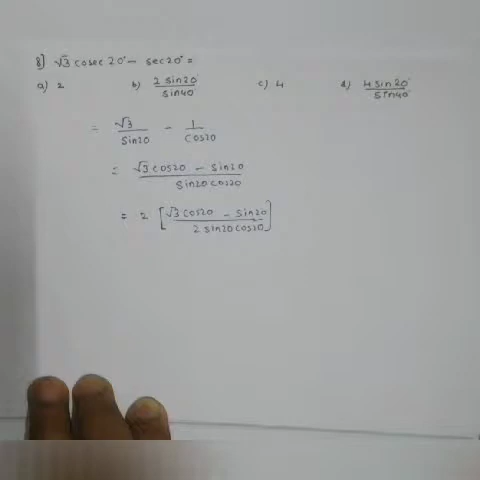 8] √3 cosec 20° - sec 20° =
a) 2 b) 2 sin20°/sin40° c) 4 d) 4 sin20°/sin40°
= √3/sin20 - 1/cos20
= √3 cos20 - sin20/sin20 cos20
= 2 [√3 cos20 - sin20/2 sin20 cos20]